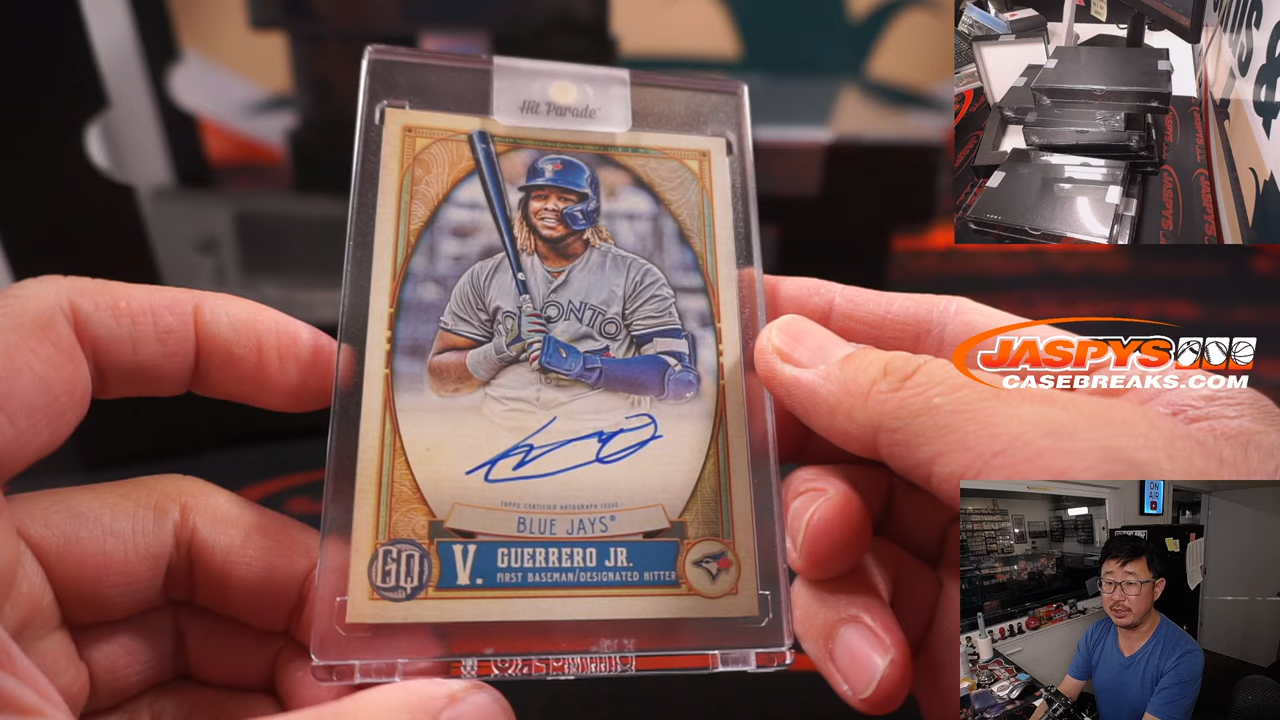 Hit Parade
TORONTO
TOPPS CERTIFIED AUTOGRAPH ISSUE
BLUE JAYS®
GQ
V. GUERRERO JR.
FIRST BASEMAN/DESIGNATED HITTER
JASPYS
CASEBREAKS.COM
JASPYS
ON
AIR